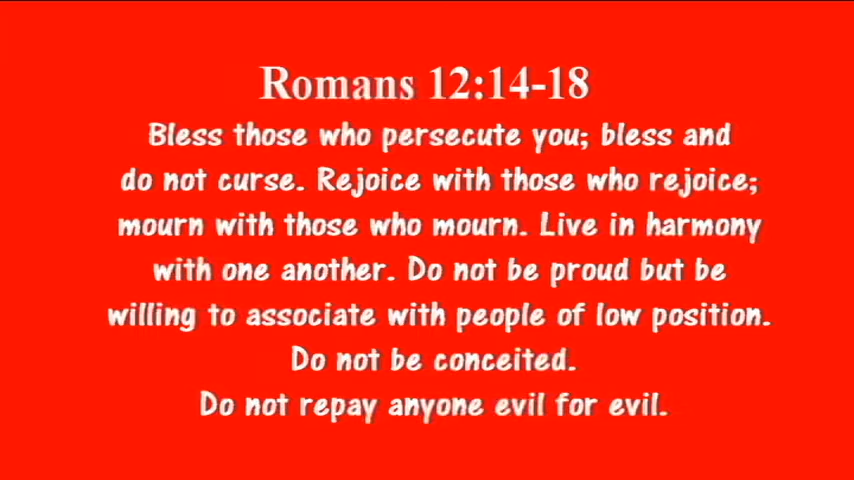 Romans 12:14-18
Bless those who persecute you; bless and
do not curse. Rejoice with those who rejoice;
mourn with those who mourn. Live in harmony
with one another. Do not be proud but be
willing to associate with people of low position.
Do not be conceited.
Do not repay anyone evil for evil.